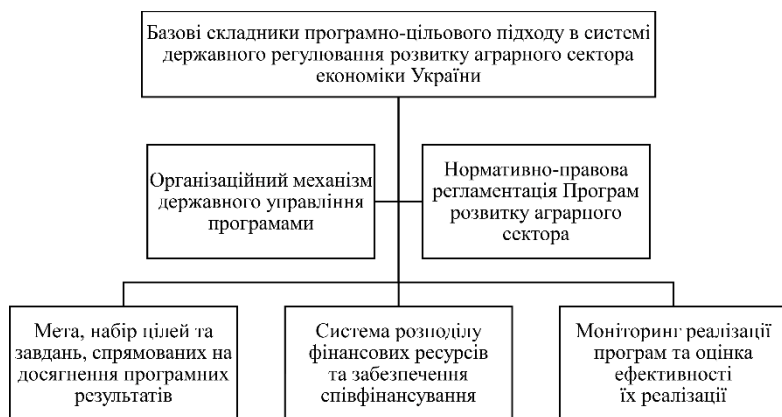 Базові складники програмно-цільового підходу в системі
державного регулювання розвитку аграрного сектора
економіки України
Організаційний механізм
державного управління
програмами
Нормативно-правова
регламентація Програм
розвитку аграрного
сектора
Мета, набір цілей та
завдань, спрямованих на
досягнення програмних
результатів
Система розподілу
фінансових ресурсів
та забезпечення
співфінансування
Моніторинг реалізації
програм та оцінка
ефективності
їх реалізації